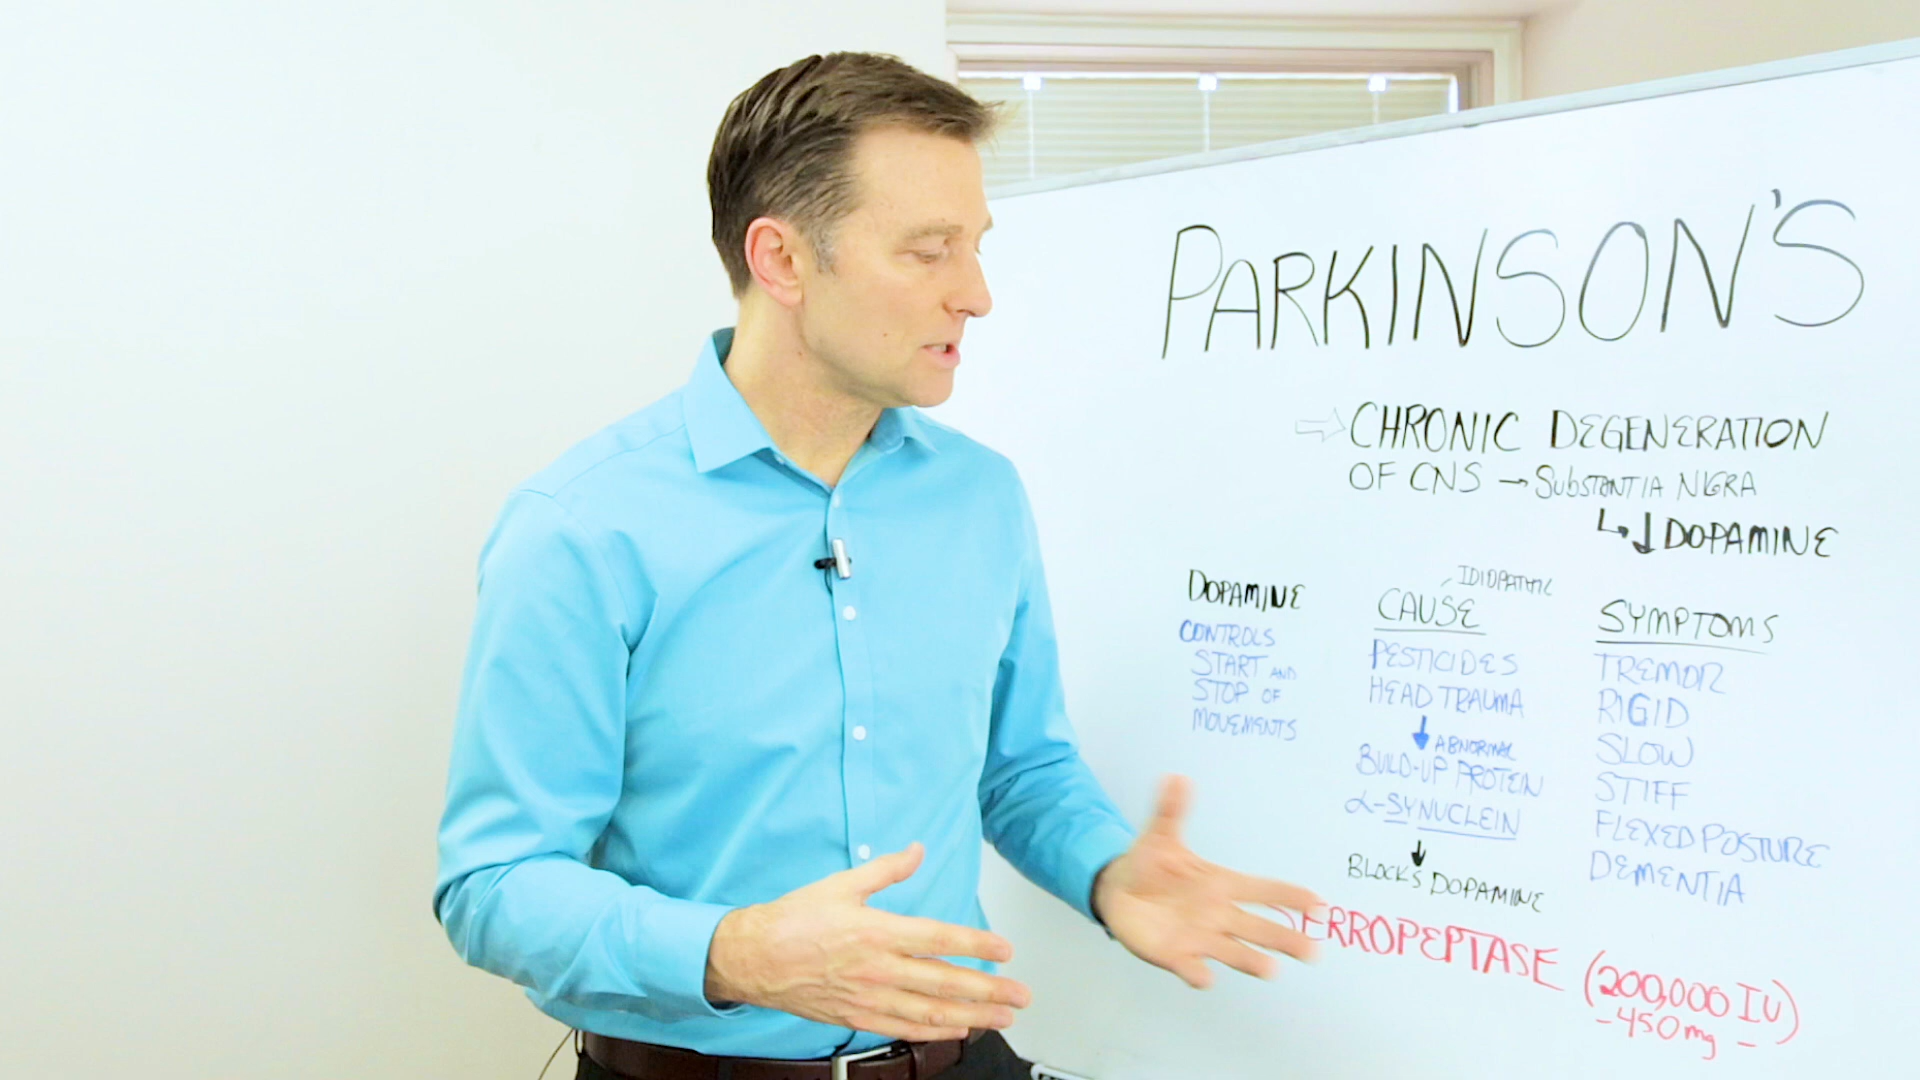 PARKINSON'S
⇒ CHRONIC DEGENERATION
OF CNS → SUBSTANTIA NIGRA
↳ ↓ DOPAMINE
DOPAMINE
CONTROLS
START AND
STOP OF
MOVEMENTS
IDIOPATHIC
CAUSE
PESTICIDES
HEAD TRAUMA
↓ ABNORMAL
BUILD-UP PROTEIN
α-SYNUCLEIN
↓
BLOCKS DOPAMINE
SYMPTOMS
TREMOR
RIGID
SLOW
STIFF
FLEXED POSTURE
DEMENTIA
SERROPEPTASE (200,000 IU)
-450mg-